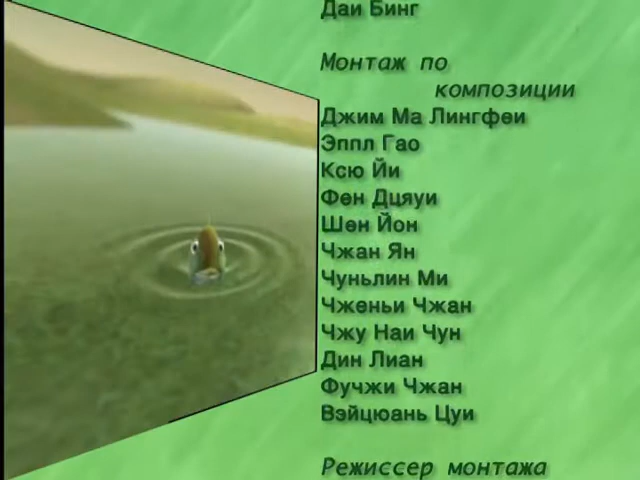 Даи Бинг
Монтаж по
композиции
Джим Ма Лингфеи
Эппл Гао
Ксю Йи
Фен Дцяуи
Шен Йон
Чжан Ян
Чуньлин Ми
Чженьи Чжан
Чжу Наи Чун
Дин Лиан
Фучжи Чжан
Вэйцюань Цуи
Режиссер монтажа